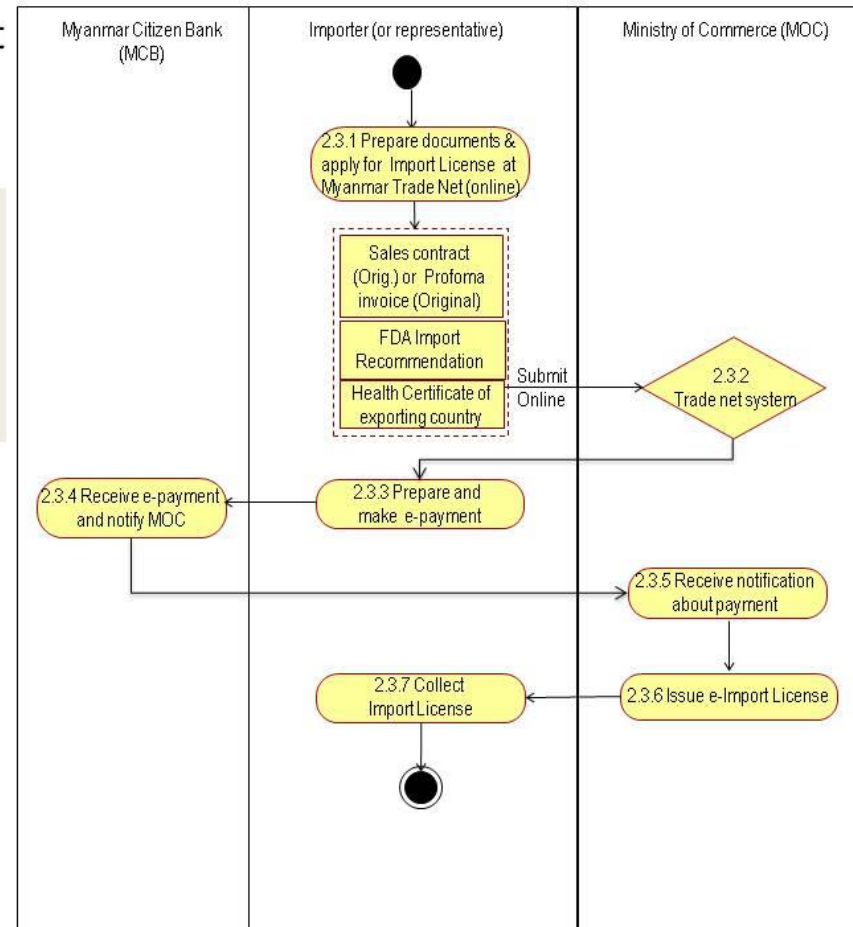 Myanmar Citizen Bank
(MCB)
Importer (or representative)
Ministry of Commerce (MOC)
2.3.1 Prepare documents &
apply for Import License at
Myanmar Trade Net (online)
Sales contract
(Orig.) or Profoma
invoice (Original)
FDA Import
Recommendation
Health Certificate of
exporting country
Submit
Online
2.3.2
Trade net system
2.3.3 Prepare and
make e-payment
2.3.4 Receive e-payment
and notify MOC
2.3.5 Receive notification
about payment
2.3.6 Issue e-Import License
2.3.7 Collect
Import License